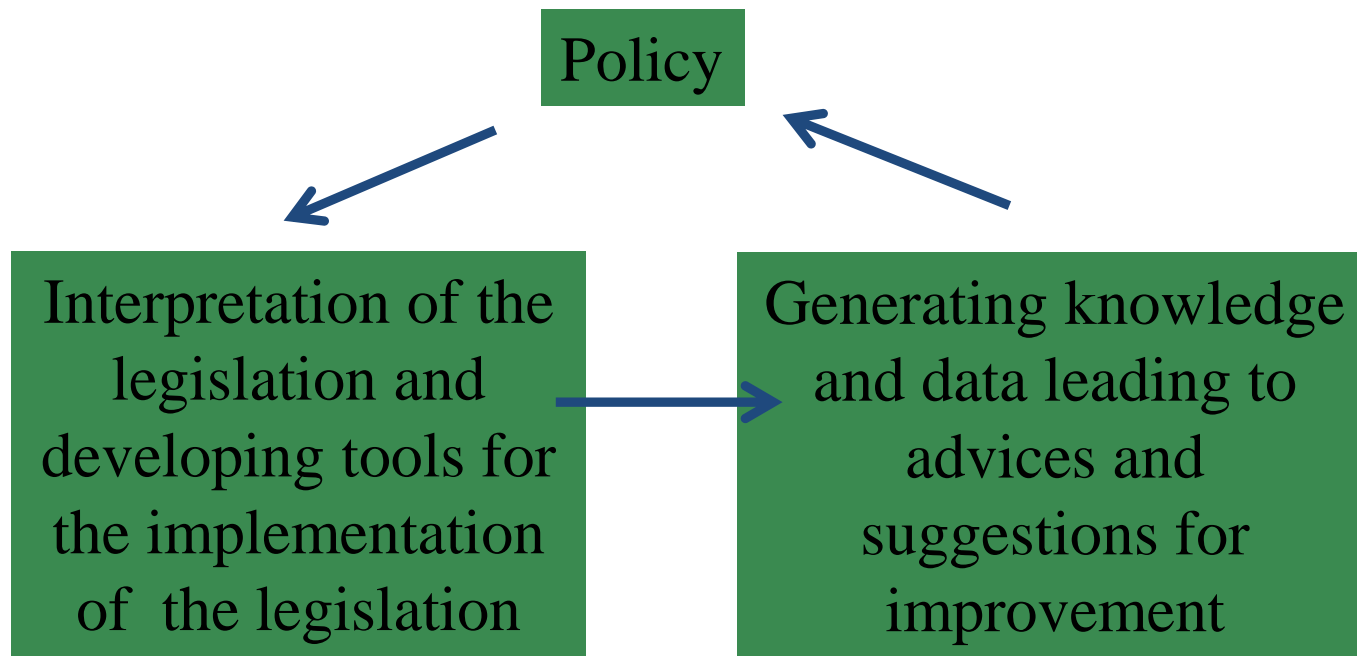 Policy
Interpretation of the
legislation and
developing tools for
the implementation
of the legislation
Generating knowledge
and data leading to
advices and
suggestions for
improvement